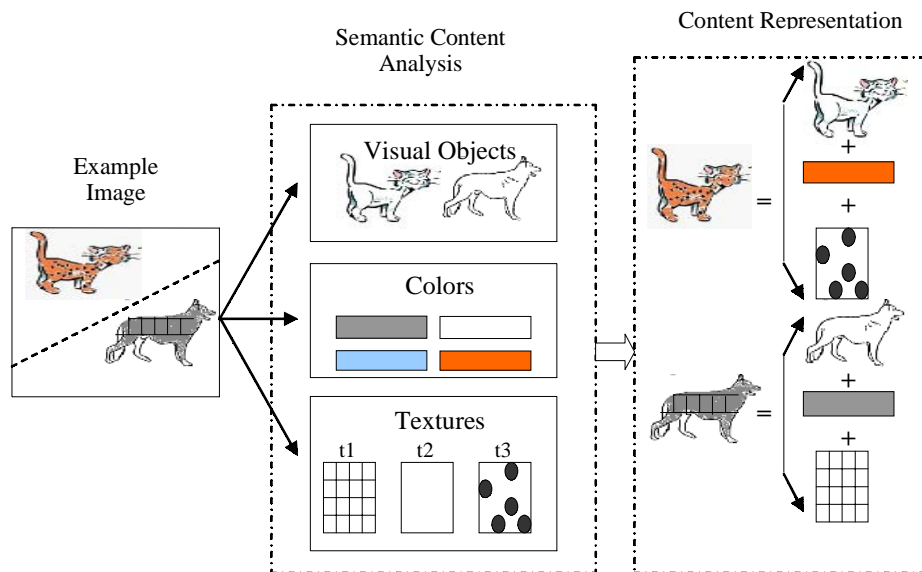 Content Representation
Semantic Content
Analysis
Example
Image
Visual Objects
Colors
Textures
t1 t2 t3
=
+
+
=
+
+